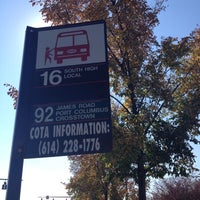 16 SOUTH HIGH
LOCAL
92 JAMES ROAD
PORT COLUMBUS
CROSSTOWN
COTA INFORMATION:
(614) 228-1776